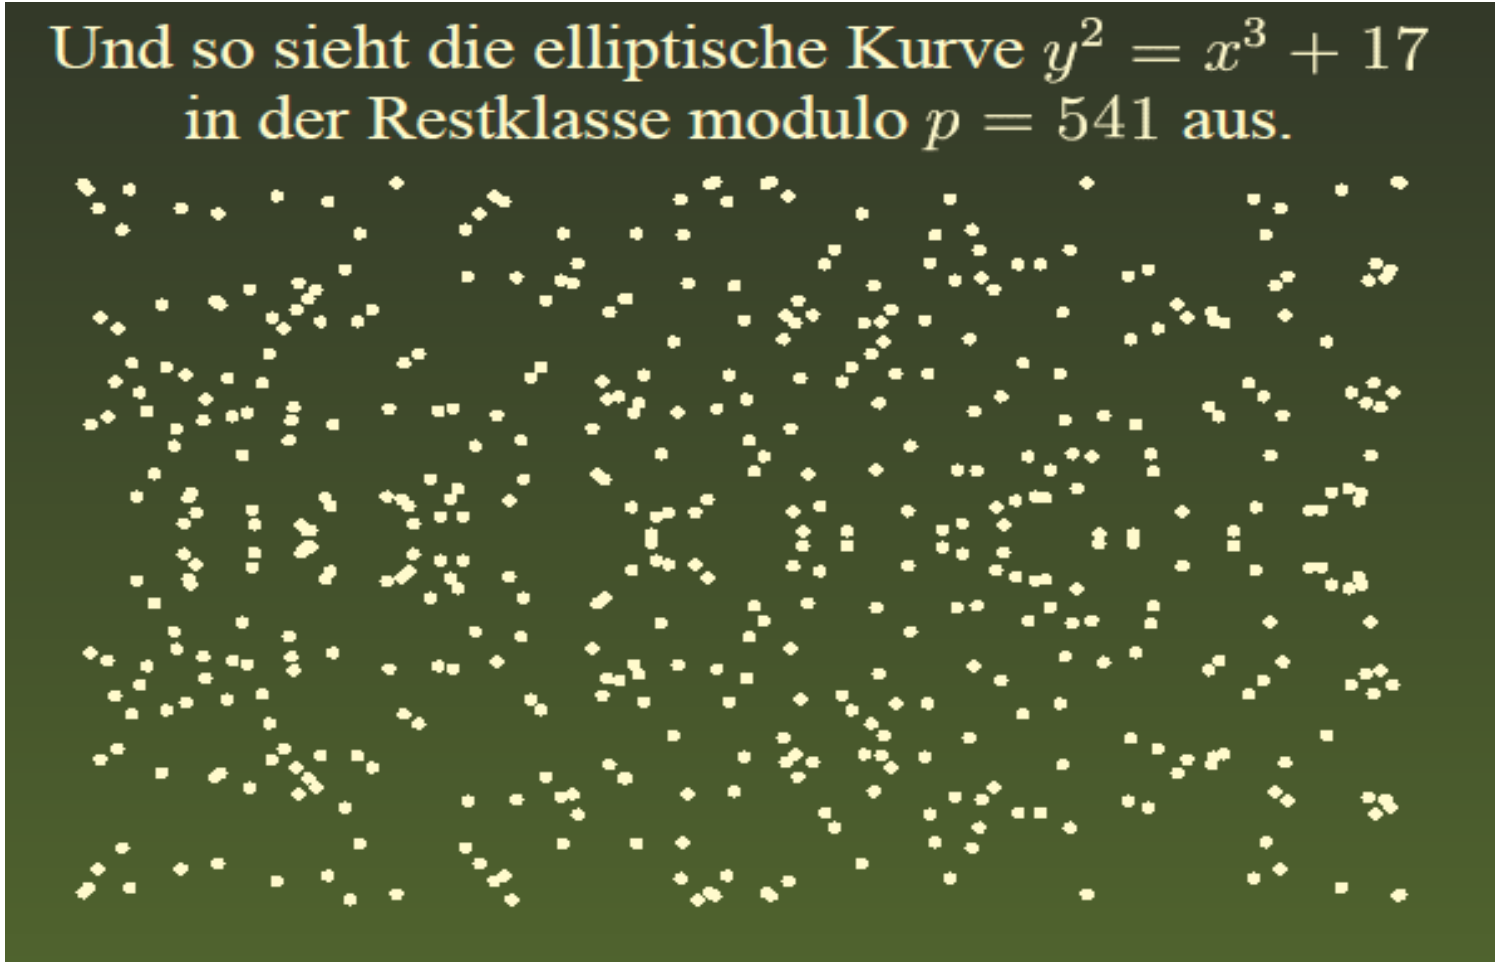 Und so sieht die elliptische Kurve y² = x³ + 17
in der Restklasse modulo p = 541 aus.